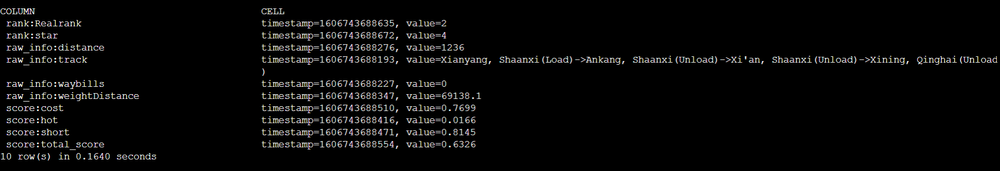 COLUMN CELL
rank:Realrank timestamp=1606743688635, value=2
rank:star timestamp=1606743688672, value=4
raw_info:distance timestamp=1606743688276, value=1236
raw_info:track timestamp=1606743688193, value=Xianyang, Shaanxi(Load)->Ankang, Shaanxi(Unload)->Xi'an, Shaanxi(Unload)->Xining, Qinghai(Unload
)
raw_info:waybills timestamp=1606743688227, value=0
raw_info:weightDistance timestamp=1606743688347, value=69138.1
score:cost timestamp=1606743688510, value=0.7699
score:hot timestamp=1606743688416, value=0.0166
score:short timestamp=1606743688471, value=0.8145
score:total_score timestamp=1606743688554, value=0.6326
10 row(s) in 0.1640 seconds